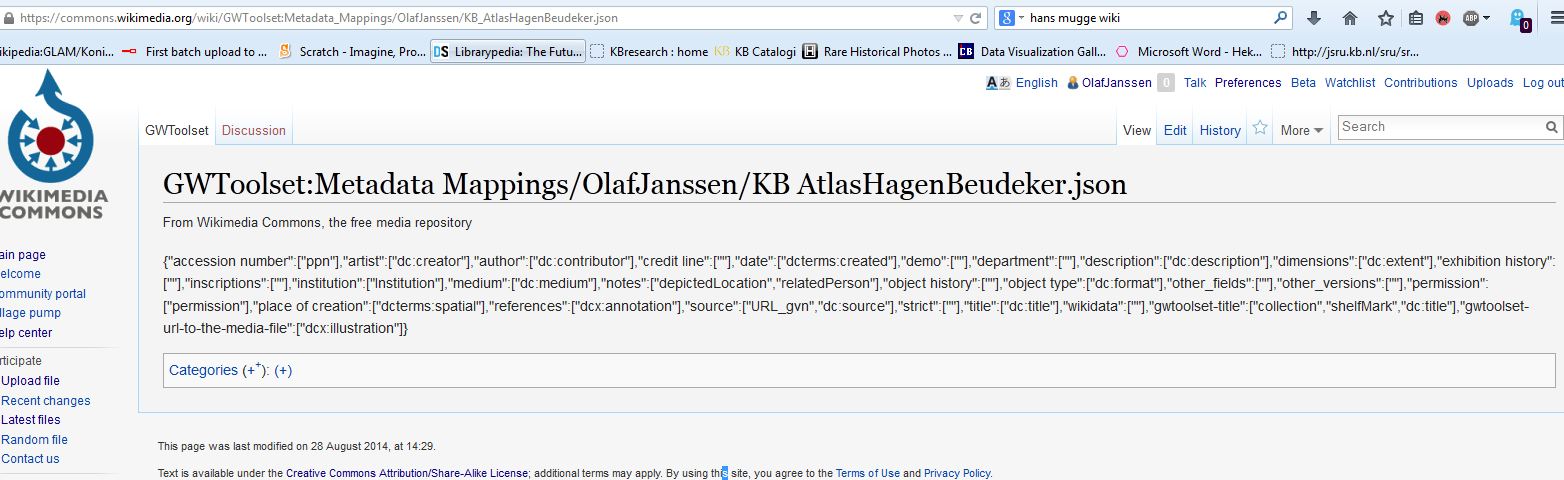 https://commons.wikimedia.org/wiki/GWToolset:Metadata_Mappings/OlafJanssen/KB_AtlasHagenBeudeker.json hans mugge wiki ABP 0
ikipedia:GLAM/Koni... First batch upload to ... Scratch - Imagine, Pro... DS Librarypedia: The Futu... KBresearch : home KB KB Catalogi H Rare Historical Photos ... Data Visualization Gall... Microsoft Word - Hek... http://jsru.kb.nl/sru/sr...
A あ English OlafJanssen 0 Talk Preferences Beta Watchlist Contributions Uploads Log out
GWToolset Discussion View Edit History More Search
WIKIMEDIA
COMMONS
GWToolset:Metadata Mappings/OlafJanssen/KB AtlasHagenBeudeker.json
From Wikimedia Commons, the free media repository
{"accession number":["ppn"],"artist":["dc:creator"],"author":["dc:contributor"],"credit line":[""],"date":["dcterms:created"],"demo":[""],"department":[""],"description":["dc:description"],"dimensions":["dc:extent"],"exhibition history":
[""],"inscriptions":[""],"institution":["Institution"],"medium":["dc:medium"],"notes":["depictedLocation","relatedPerson"],"object history":[""],"object type":["dc:format"],"other_fields":[""],"other_versions":[""],"permission":
["permission"],"place of creation":["dcterms:spatial"],"references":["dcx:annotation"],"source":["URL_gvn","dc:source"],"strict":[""],"title":["dc:title"],"wikidata":[""],"gwtoolset-title":["collection","shelfMark","dc:title"],"gwtoolset-
url-to-the-media-file":["dcx:illustration"]}
Categories (+⁺): (+)
ain page
elcome
ommunity portal
llage pump
elp center
rticipate
Upload file
Recent changes
Latest files
Random file
Contact us
This page was last modified on 28 August 2014, at 14:29.
Text is available under the Creative Commons Attribution/Share-Alike License; additional terms may apply. By using this site, you agree to the Terms of Use and Privacy Policy.